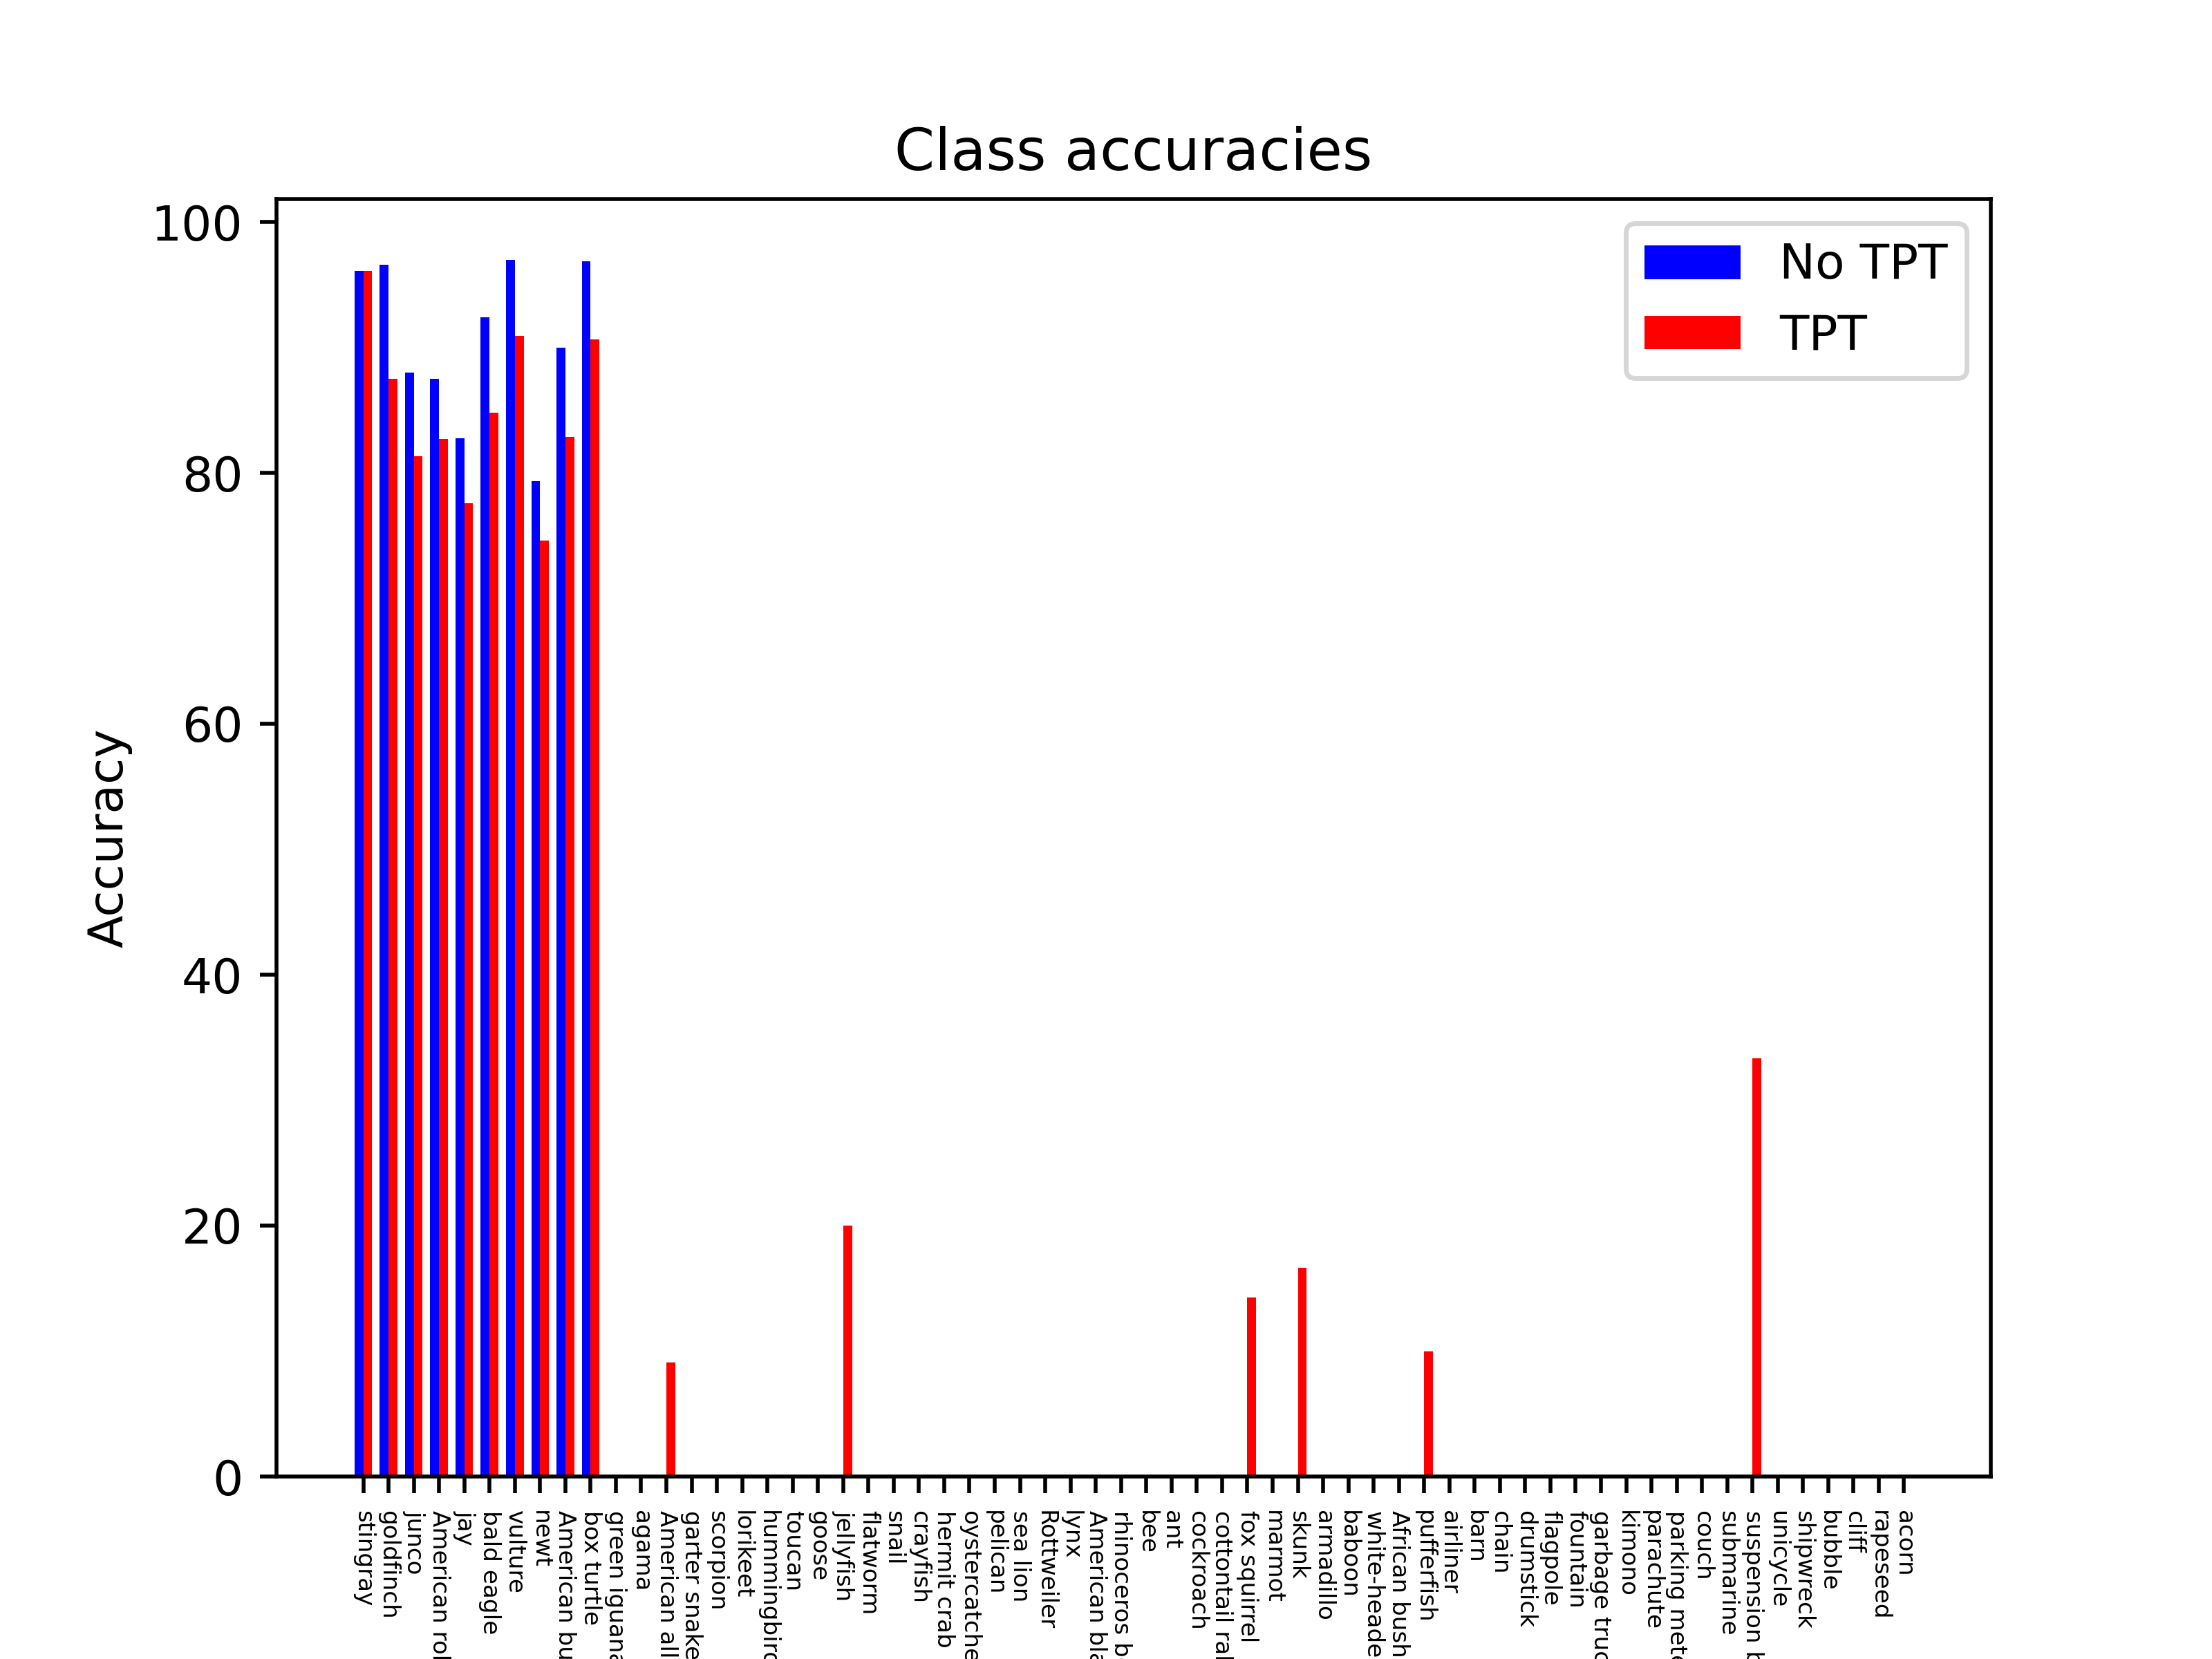 Class accuracies
100
80
60
40
20
0
Accuracy
No TPT
TPT
stingray
goldfinch
junco
American rol
jay
bald eagle
vulture
newt
American bu
box turtle
green iguana
agama
American all
garter snake
scorpion
lorikeet
hummingbird
toucan
goose
jellyfish
flatworm
snail
crayfish
hermit crab
oystercatche
pelican
sea lion
Rottweiler
lynx
American bla
rhinoceros b
bee
ant
cockroach
cottontail ral
fox squirrel
marmot
skunk
armadillo
baboon
white-heade
African bush
pufferfish
airliner
barn
chain
drumstick
flagpole
fountain
garbage truc
kimono
parachute
parking mete
couch
submarine
suspension b
unicycle
shipwreck
bubble
cliff
rapeseed
acorn